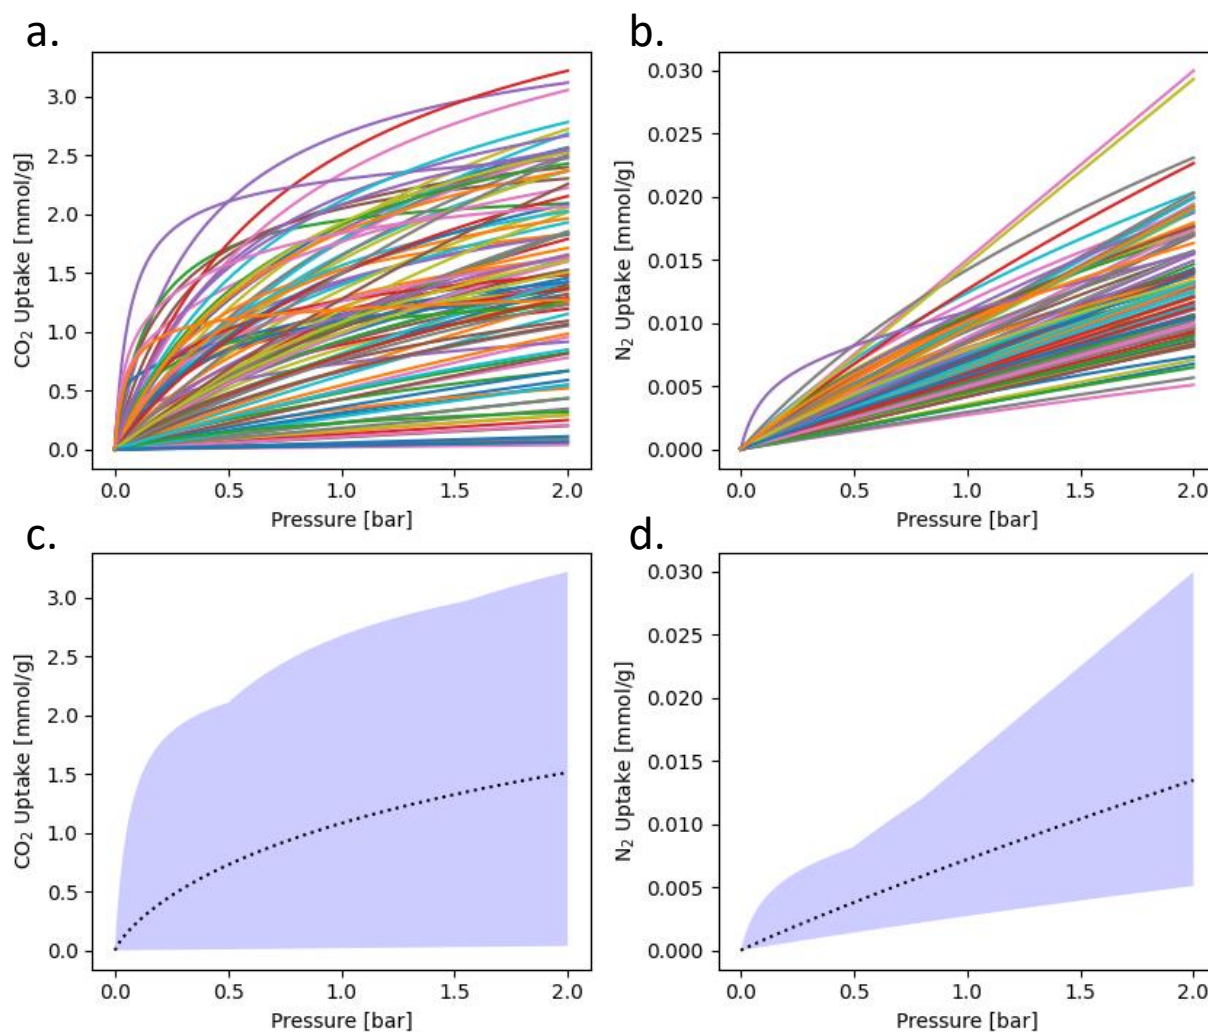 a.
CO₂ Uptake [mmol/g]
3.0
2.5
2.0
1.5
1.0
0.5
0.0
0.0 0.5 1.0 1.5 2.0
Pressure [bar]
b.
N₂ Uptake [mmol/g]
0.030
0.025
0.020
0.015
0.010
0.005
0.000
0.0 0.5 1.0 1.5 2.0
Pressure [bar]
c.
CO₂ Uptake [mmol/g]
3.0
2.5
2.0
1.5
1.0
0.5
0.0
0.0 0.5 1.0 1.5 2.0
Pressure [bar]
d.
N₂ Uptake [mmol/g]
0.030
0.025
0.020
0.015
0.010
0.005
0.000
0.0 0.5 1.0 1.5 2.0
Pressure [bar]